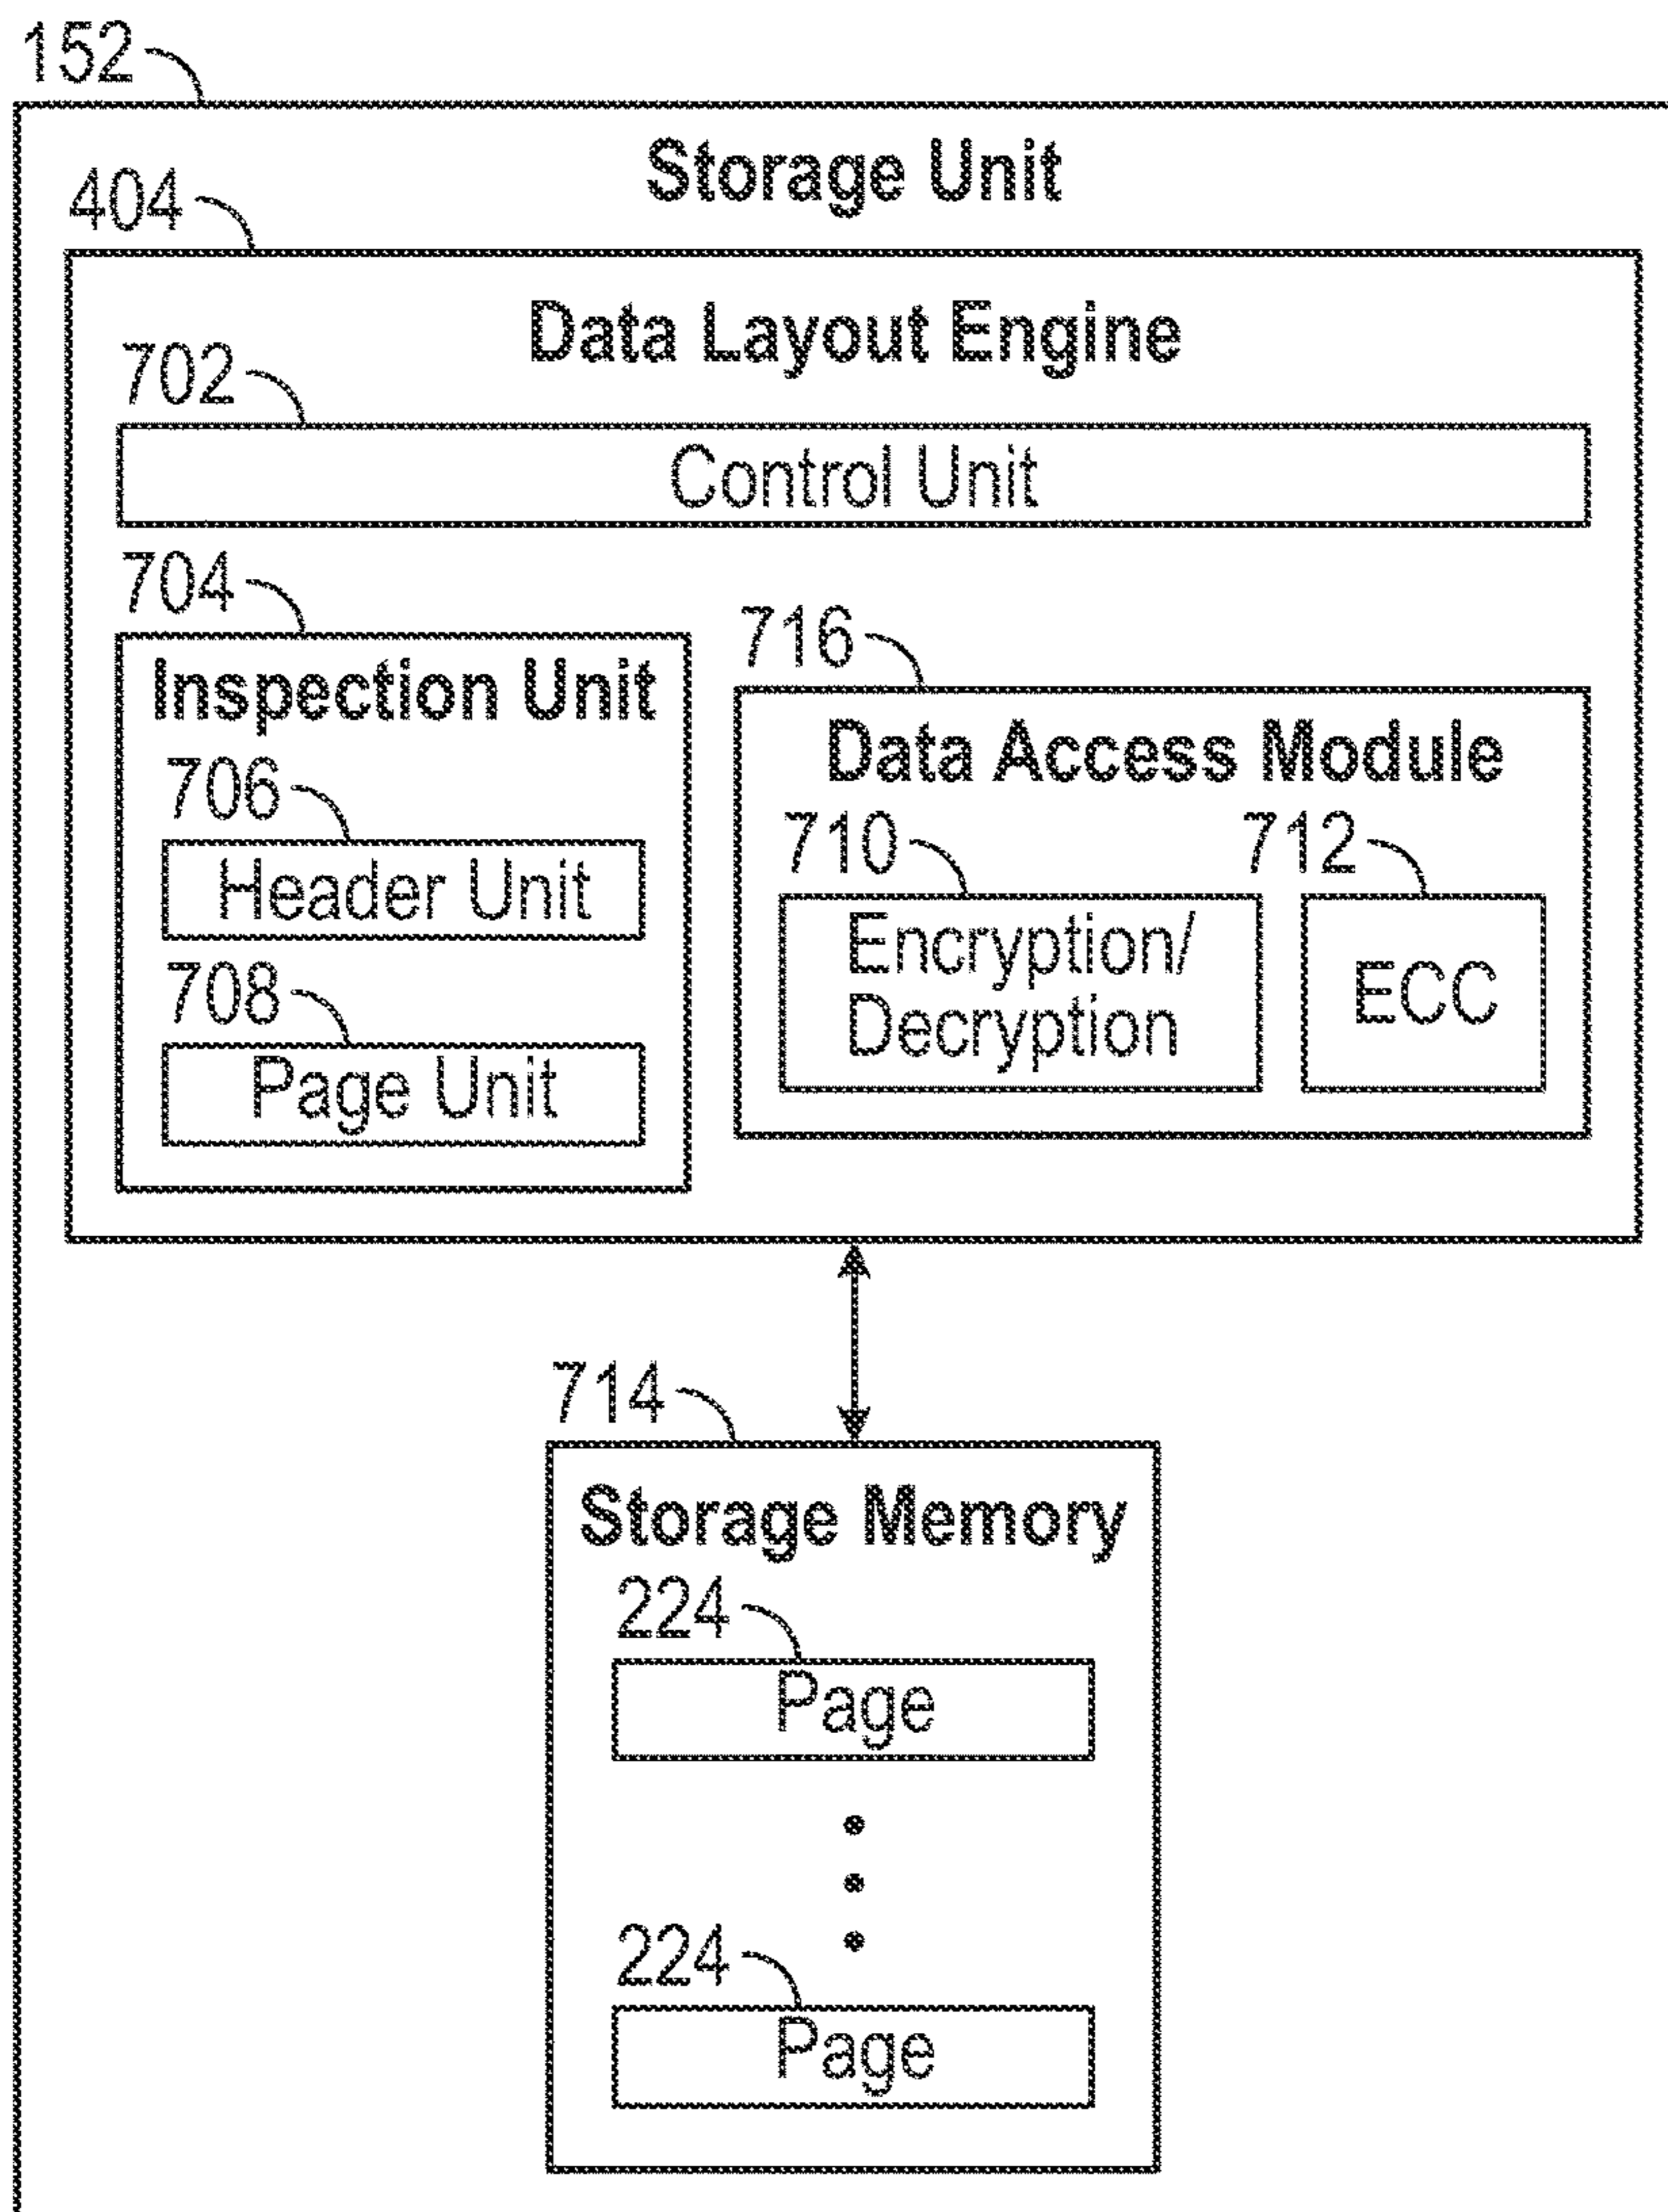 152
Storage Unit
404
Data Layout Engine
702
Control Unit
704
Inspection Unit
706
Header Unit
708
Page Unit
716
Data Access Module
710
Encryption/
Decryption
712
ECC
714
Storage Memory
224
Page
224
Page